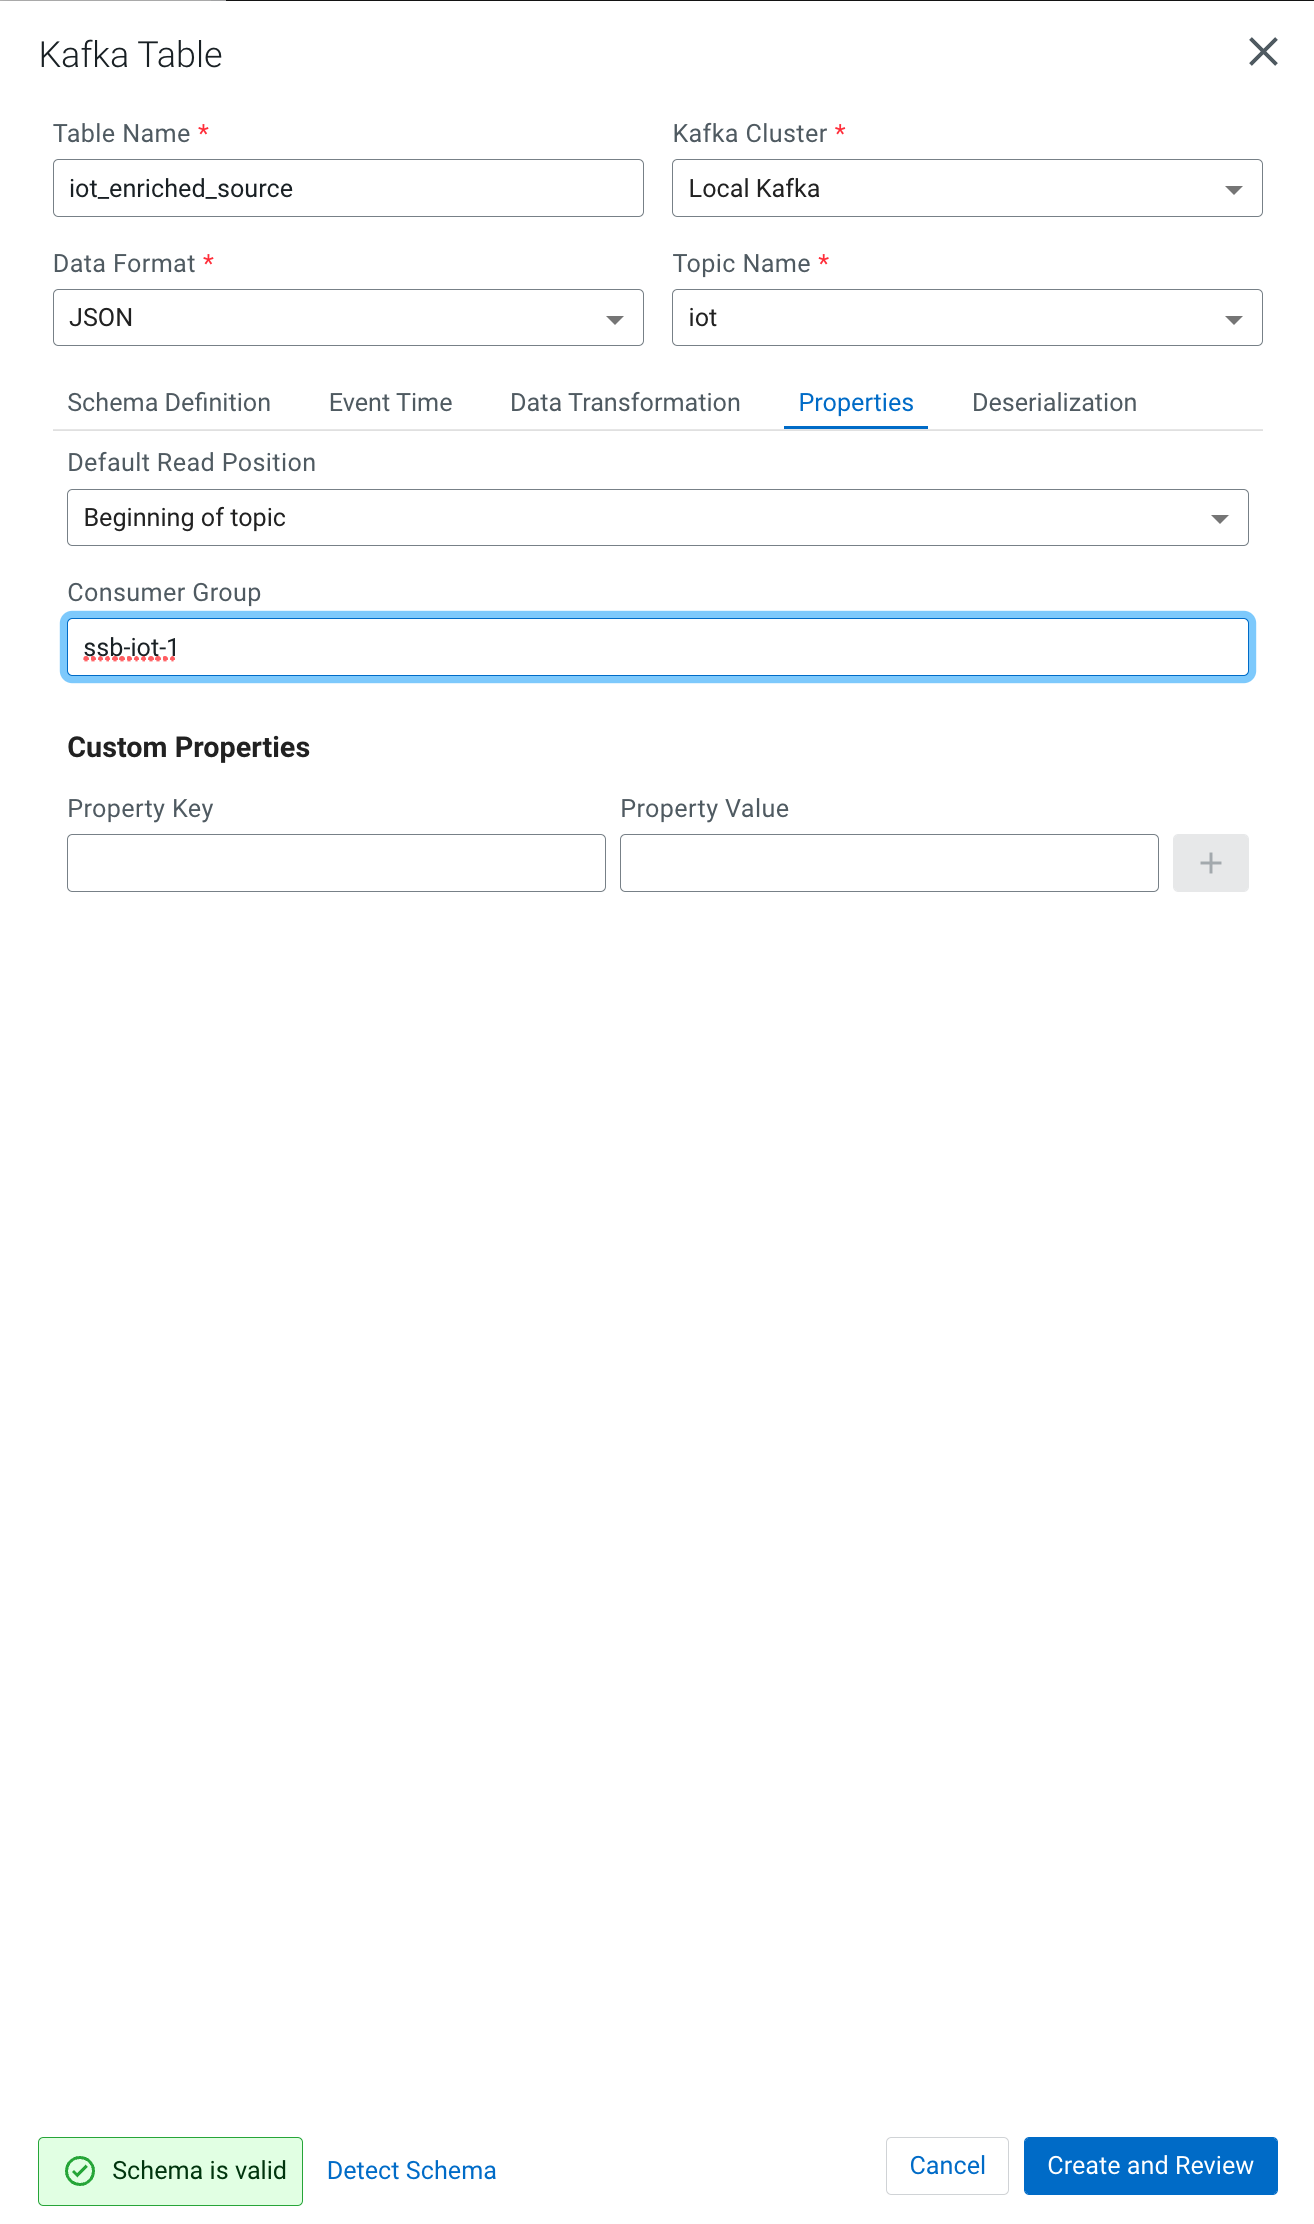 Kafka Table
Table Name *
Kafka Cluster *
iot_enriched_source
Local Kafka
Data Format *
Topic Name *
JSON
iot
Schema Definition Event Time Data Transformation Properties Deserialization
Default Read Position
Beginning of topic
Consumer Group
ssb-iot-1
Custom Properties
Property Key
Property Value
+
Schema is valid
Detect Schema
Cancel
Create and Review